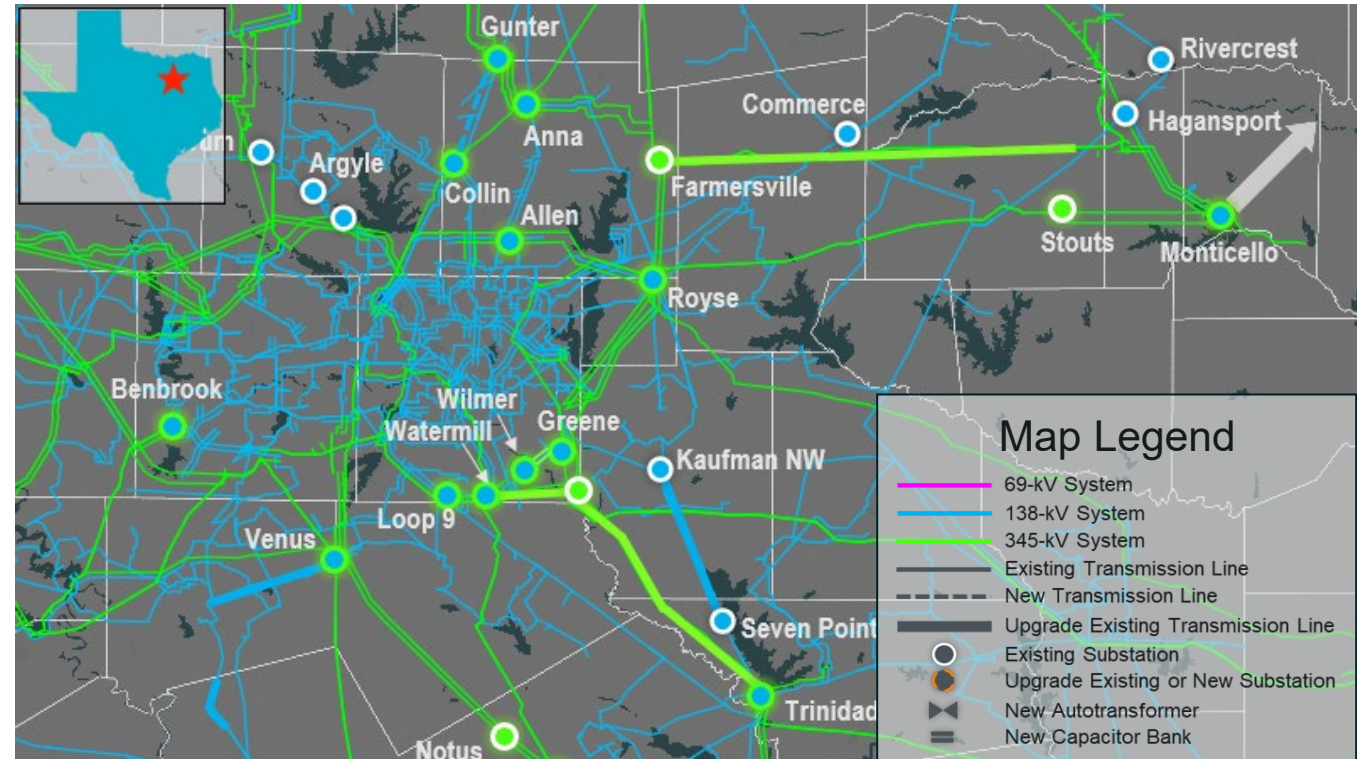 Gunter
Rivercrest
Commerce
Hagansport
Anna
Argyle
Collin
Farmersville
Allen
Stouts
Monticello
Royse
Benbrook
Wilmer
Watermill
Greene
Kaufman NW
Loop 9
Venus
Seven Point
Trinidad
Notus
Map Legend
69-kV System
138-kV System
345-kV System
Existing Transmission Line
New Transmission Line
Upgrade Existing Transmission Line
Existing Substation
Upgrade Existing or New Substation
New Autotransformer
New Capacitor Bank